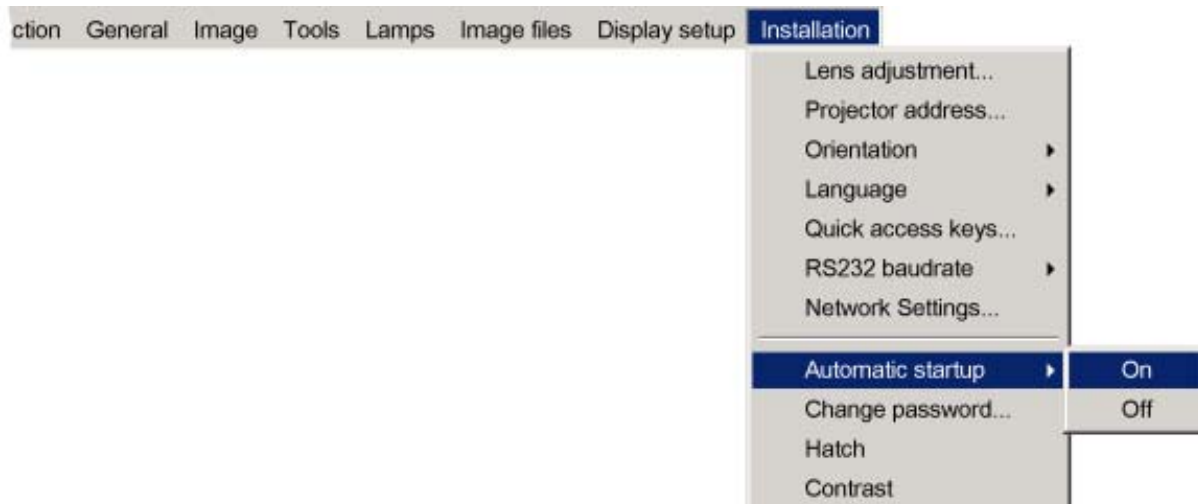 ction General Image Tools Lamps Image files Display setup Installation
Lens adjustment...
Projector address...
Orientation
Language
Quick access keys...
RS232 baudrate
Network Settings...
Automatic startup On
Change password... Off
Hatch
Contrast